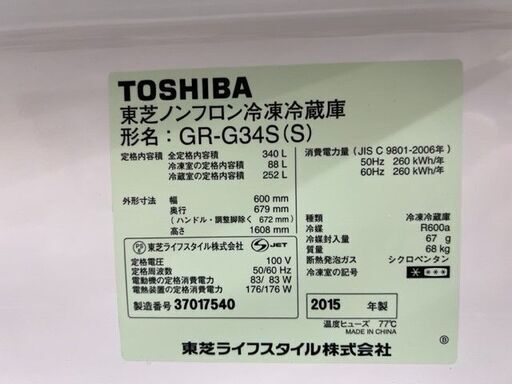 TOSHIBA
東芝ノンフロン冷凍冷蔵庫
形名：GR-G34S(S)
定格内容積 全定格内容積 340 L
冷凍室の定格内容積 88 L
冷蔵室の定格内容積 252 L
外形寸法 幅 600 mm
奥行 679 mm
(ハンドル・調整脚除く 672 mm)
高さ 1608 mm
消費電力量 (JIS C 9801-2006年)
50Hz 260 kWh/年
60Hz 260 kWh/年
種類 冷凍冷蔵庫
冷媒 R600a
冷媒封入量 67 g
質量 68 kg
断熱発泡ガス シクロペンタン
冷凍室の記号
PSE 東芝ライフスタイル株式会社 JET
定格電圧 100 V
定格周波数 50/60 Hz
電動機の定格消費電力 83/ 83 W
電熱装置の定格消費電力 176/176 W
製造番号 37017540
2015 年製
温度ヒューズ 77℃
MADE IN CHINA
東芝ライフスタイル株式会社
Ⓑ